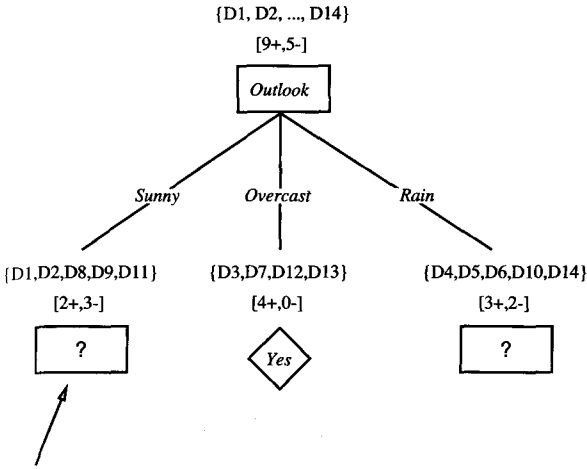 {D1, D2, ..., D14}
[9+,5-]
Outlook
Sunny Overcast Rain
{D1,D2,D8,D9,D11} {D3,D7,D12,D13} {D4,D5,D6,D10,D14}
[2+,3-] [4+,0-] [3+,2-]
? Yes ?